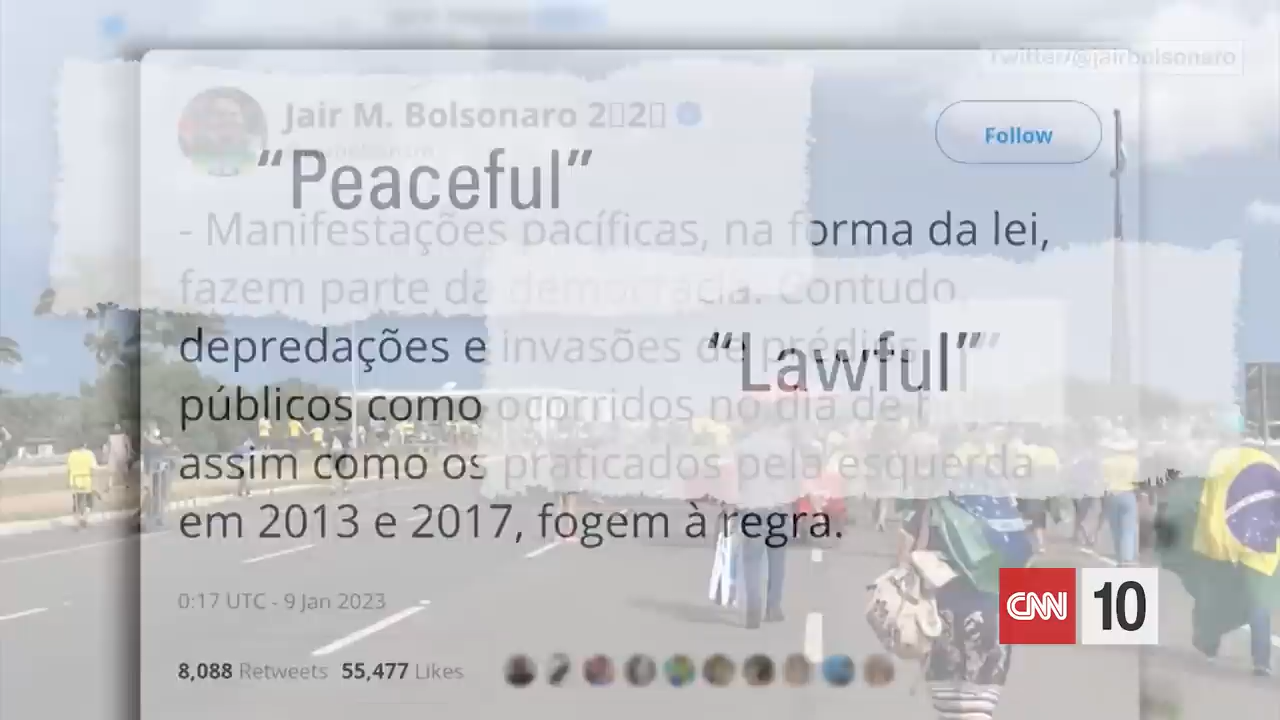 Twitter/@jairbolsonaro
Jair M. Bolsonaro 2▯2▯
Follow
“Peaceful”
- Manifestações pacíficas, na forma da lei,
fazem parte da democracia. Contudo,
depredações e invasões de prédios
“Lawful”
públicos como ocorridos no dia de
assim como os praticados pela esquerda
em 2013 e 2017, fogem à regra.
0:17 UTC - 9 Jan 2023
8,088 Retweets 55,477 Likes
CNN 10